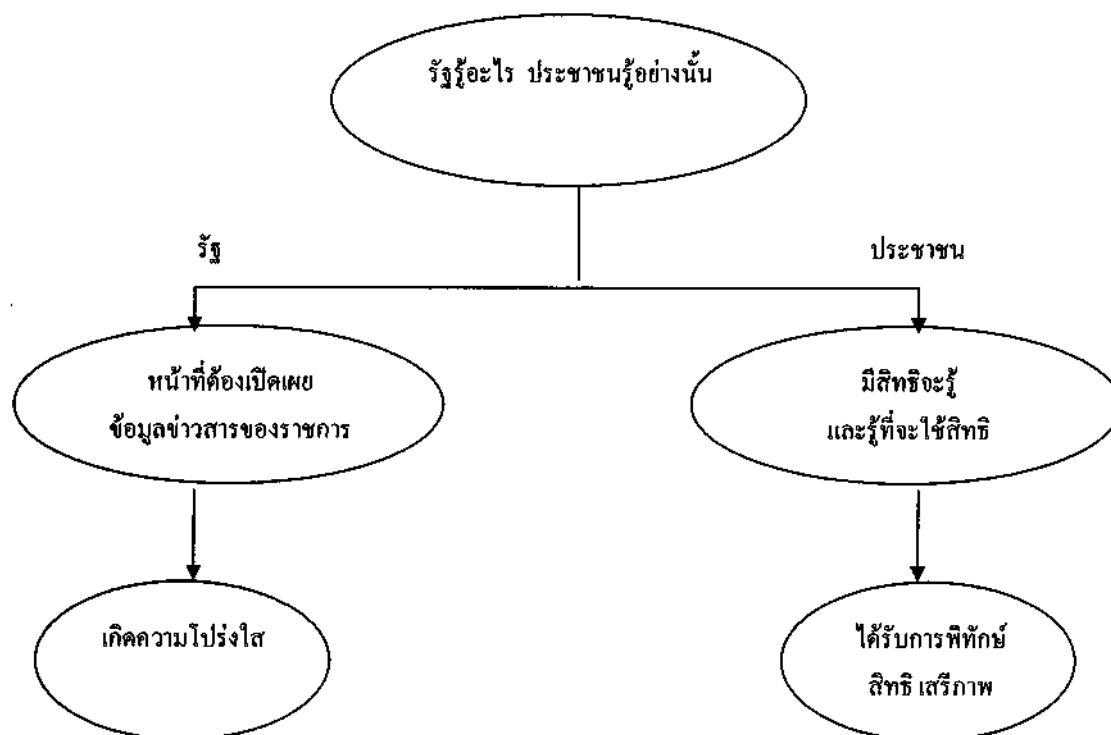 รัฐรู้อะไร ประชาชนรู้อย่างนั้น
รัฐ
ประชาชน
หน้าที่ต้องเปิดเผย
ข้อมูลข่าวสารของราชการ
มีสิทธิจะรู้
และรู้ที่จะใช้สิทธิ
เกิดความโปร่งใส
ได้รับการพิทักษ์
สิทธิ เสรีภาพ